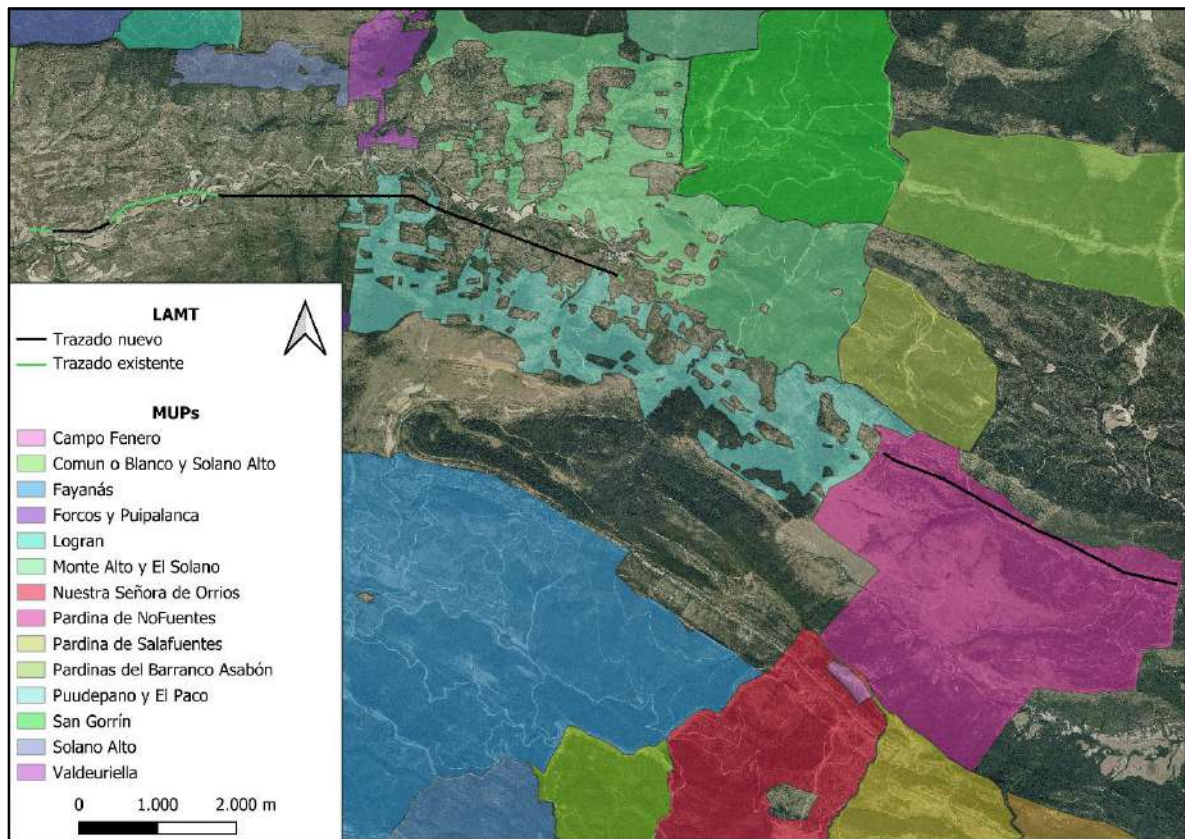 LAMT
Trazado nuevo
Trazado existente
MUPs
Campo Fenero
Comun o Blanco y Solano Alto
Fayanás
Forcos y Puipalanca
Logran
Monte Alto y El Solano
Nuestra Señora de Orrios
Pardina de NoFuentes
Pardina de Salafuentes
Pardinas del Barranco Asabón
Puudepano y El Paco
San Gorrín
Solano Alto
Valdeuriella
0 1.000 2.000 m